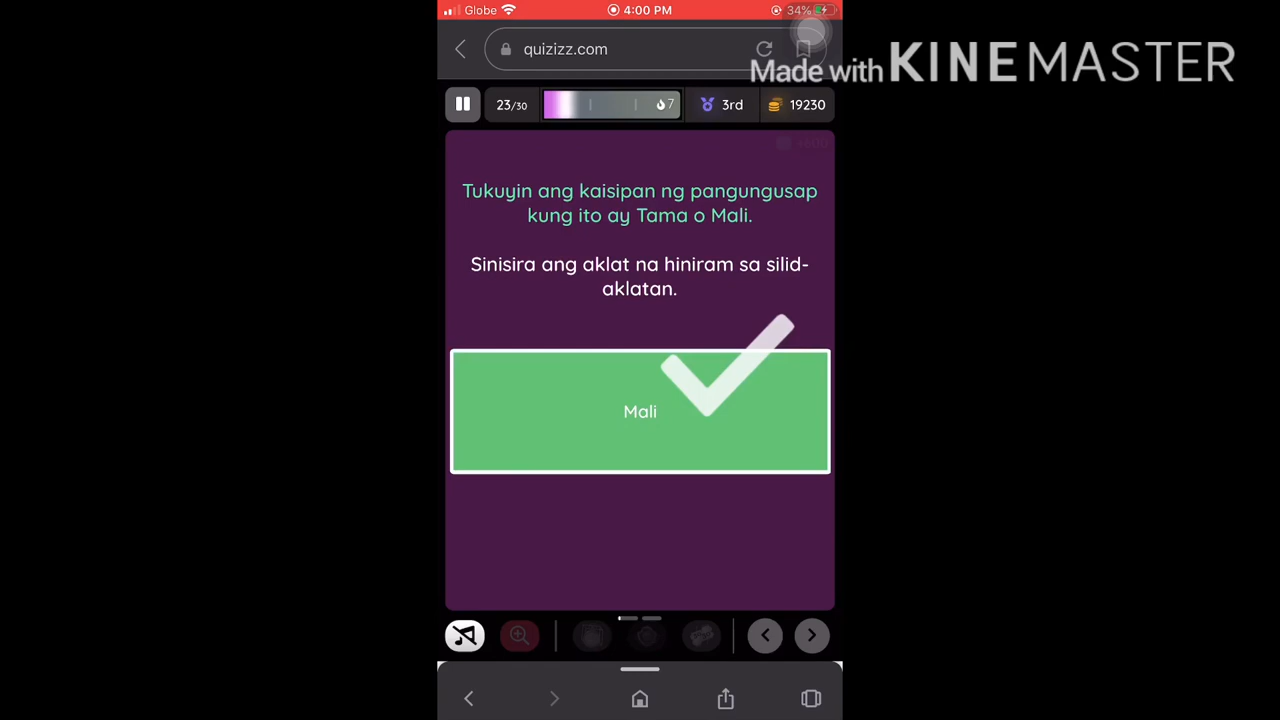 Globe 4:00 PM 34%
quizizz.com
Made with KINEMASTER
23/30 7 3rd 19230
+600
Tukuyin ang kaisipan ng pangungusap
kung ito ay Tama o Mali.
Sinisira ang aklat na hiniram sa silid-
aklatan.
Mali